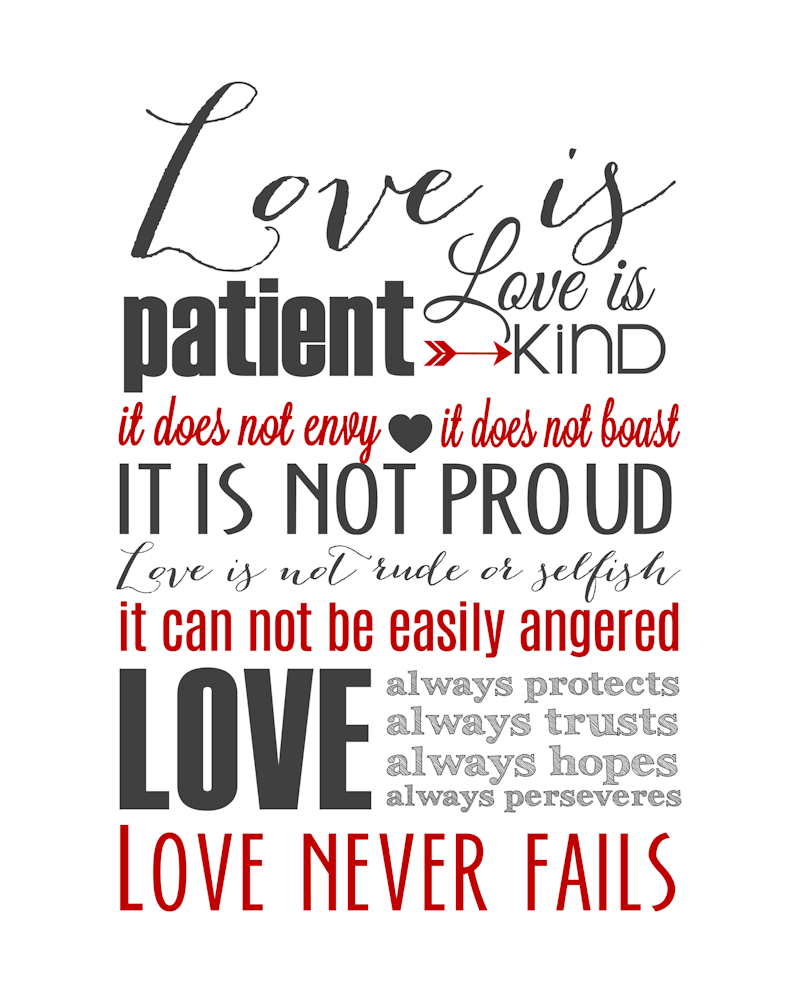 Love is
patient
Love is
KiND
it does not envy
it does not boast
IT IS NOT PROUD
Love is not rude or selfish
it can not be easily angered
LOVE
always protects
always trusts
always hopes
always perseveres
LOVE NEVER FAILS